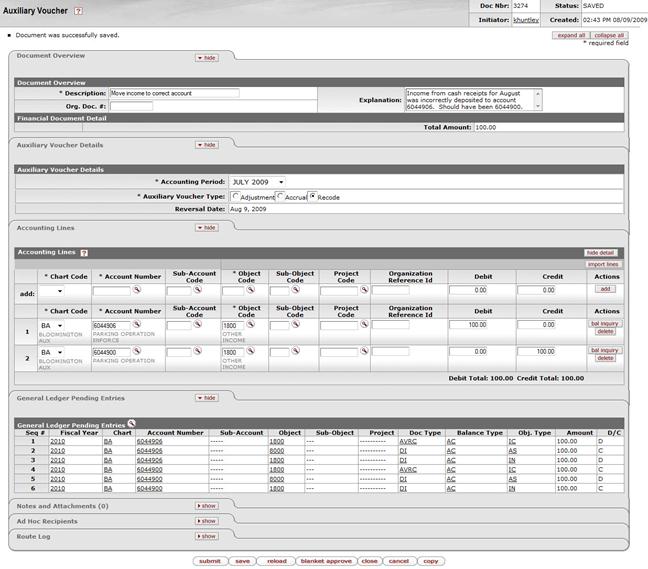 Auxiliary Voucher ?
Doc Nbr: 3274 Status: SAVED
Initiator: khuntley Created: 02:43 PM 08/09/2009
Document was successfully saved.
expand all collapse all
* required field
Document Overview hide
Document Overview
* Description: Move income to correct account
Explanation: Income from cash receipts for August
was incorrectly deposited to account
6044906. Should have been 6044900.
Org. Doc. #:
Financial Document Detail
Total Amount: 100.00
Auxiliary Voucher Details hide
Auxiliary Voucher Details
* Accounting Period: JULY 2009
* Auxiliary Voucher Type: Adjustment Accrual Recode
Reversal Date: Aug 9, 2009
Accounting Lines hide
Accounting Lines ? hide detail
import lines
* Chart Code * Account Number Sub-Account Code * Object Code Sub-Object Code Project Code Organization Reference Id Debit Credit Actions
add: 0.00 0.00 add
* Chart Code * Account Number Sub-Account Code * Object Code Sub-Object Code Project Code Organization Reference Id Debit Credit Actions
1 BA 6044906 1800 100.00 0.00 bal inquiry delete
BLOOMINGTON AUX PARKING OPERATION ENFORCE OTHER INCOME
2 BA 6044900 1800 0.00 100.00 bal inquiry delete
BLOOMINGTON AUX PARKING OPERATION OTHER INCOME
Debit Total: 100.00 Credit Total: 100.00
General Ledger Pending Entries hide
General Ledger Pending Entries
Seq # Fiscal Year Chart Account Number Sub-Account Object Sub-Object Project Doc Type Balance Type Obj. Type Amount D/C
1 2010 BA 6044906 ----- 1800 --- ---------- AVRC AC IC 100.00 D
2 2010 BA 6044906 ----- 8000 --- ---------- DI AC AS 100.00 C
3 2010 BA 6044906 ----- 1800 --- ---------- DI AC IN 100.00 D
4 2010 BA 6044900 ----- 1800 --- ---------- AVRC AC IC 100.00 C
5 2010 BA 6044900 ----- 8000 --- ---------- DI AC AS 100.00 D
6 2010 BA 6044900 ----- 1800 --- ---------- DI AC IN 100.00 C
Notes and Attachments (0) show
Ad Hoc Recipients show
Route Log show
submit save reload blanket approve close cancel copy